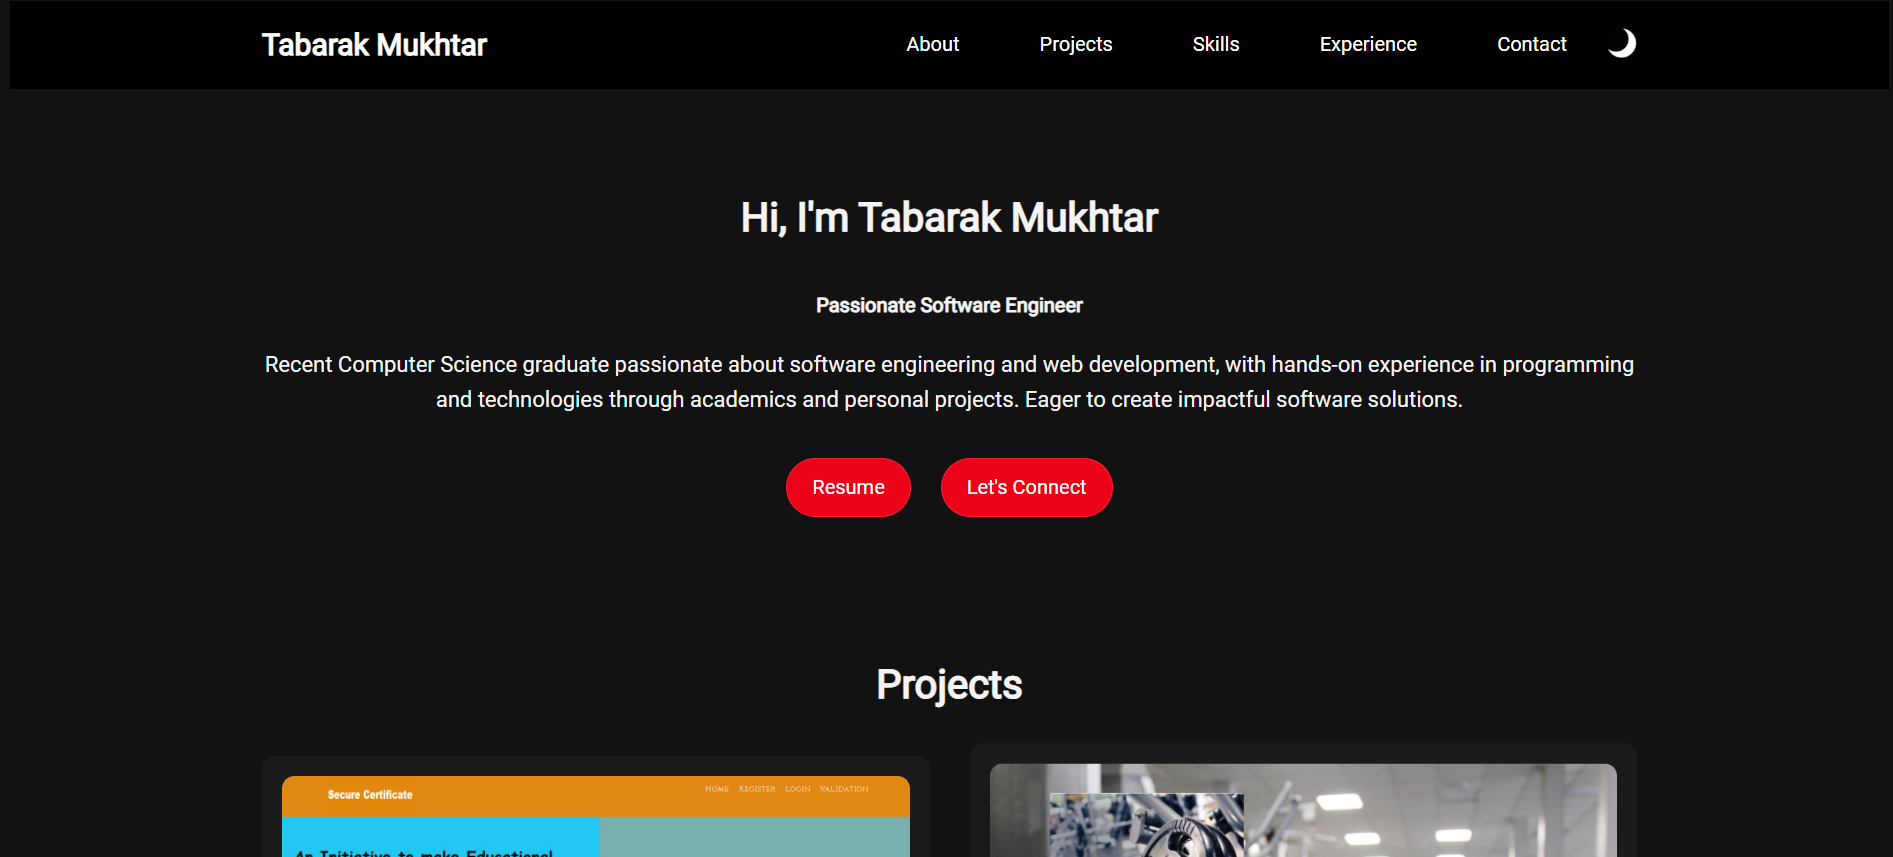 Tabarak Mukhtar
About Projects Skills Experience Contact
Hi, I'm Tabarak Mukhtar
Passionate Software Engineer
Recent Computer Science graduate passionate about software engineering and web development, with hands-on experience in programming
and technologies through academics and personal projects. Eager to create impactful software solutions.
Resume Let's Connect
Projects
Secure Certificate
HOME REGISTER LOGIN VALIDATION
An Initiative to make Educational